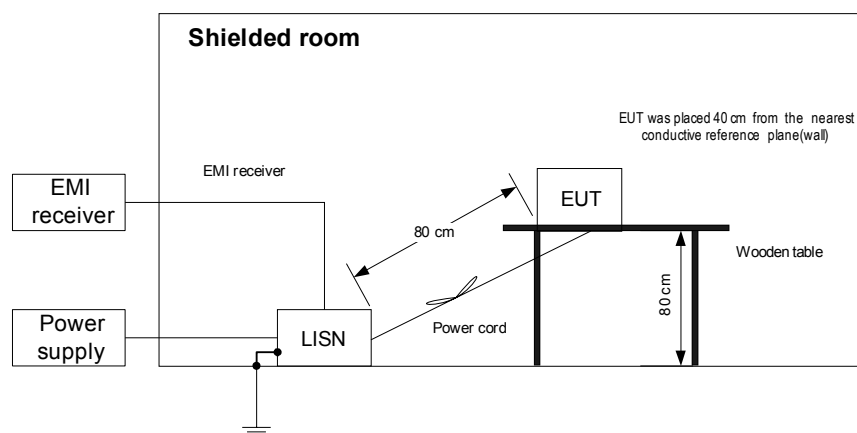 Shielded room
EUT was placed 40 cm from the nearest
conductive reference plane(wall)
EMI
receiver
EMI receiver
EUT
80 cm
Wooden table
80 cm
Power
supply
LISN
Power cord